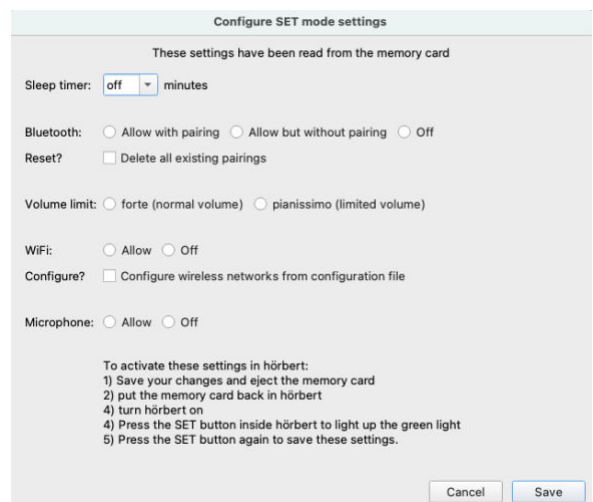 Configure SET mode settings
These settings have been read from the memory card
Sleep timer: off minutes
Bluetooth: Allow with pairing Allow but without pairing Off
Reset? Delete all existing pairings
Volume limit: forte (normal volume) pianissimo (limited volume)
WiFi: Allow Off
Configure? Configure wireless networks from configuration file
Microphone: Allow Off
To activate these settings in hörbert:
1) Save your changes and eject the memory card
2) put the memory card back in hörbert
4) turn hörbert on
4) Press the SET button inside hörbert to light up the green light
5) Press the SET button again to save these settings.
Cancel Save